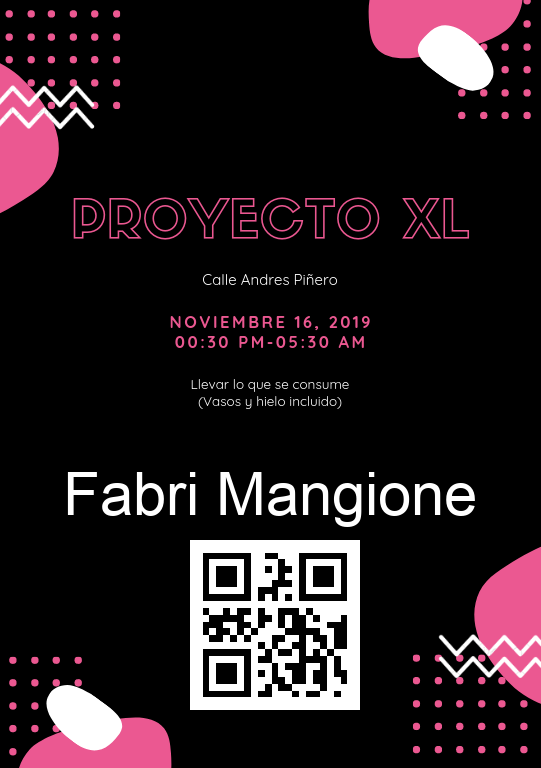 PROYECTO XL
Calle Andres Piñero
NOVIEMBRE 16, 2019
00:30 PM-05:30 AM
Llevar lo que se consume
(Vasos y hielo incluido)
Fabri Mangione